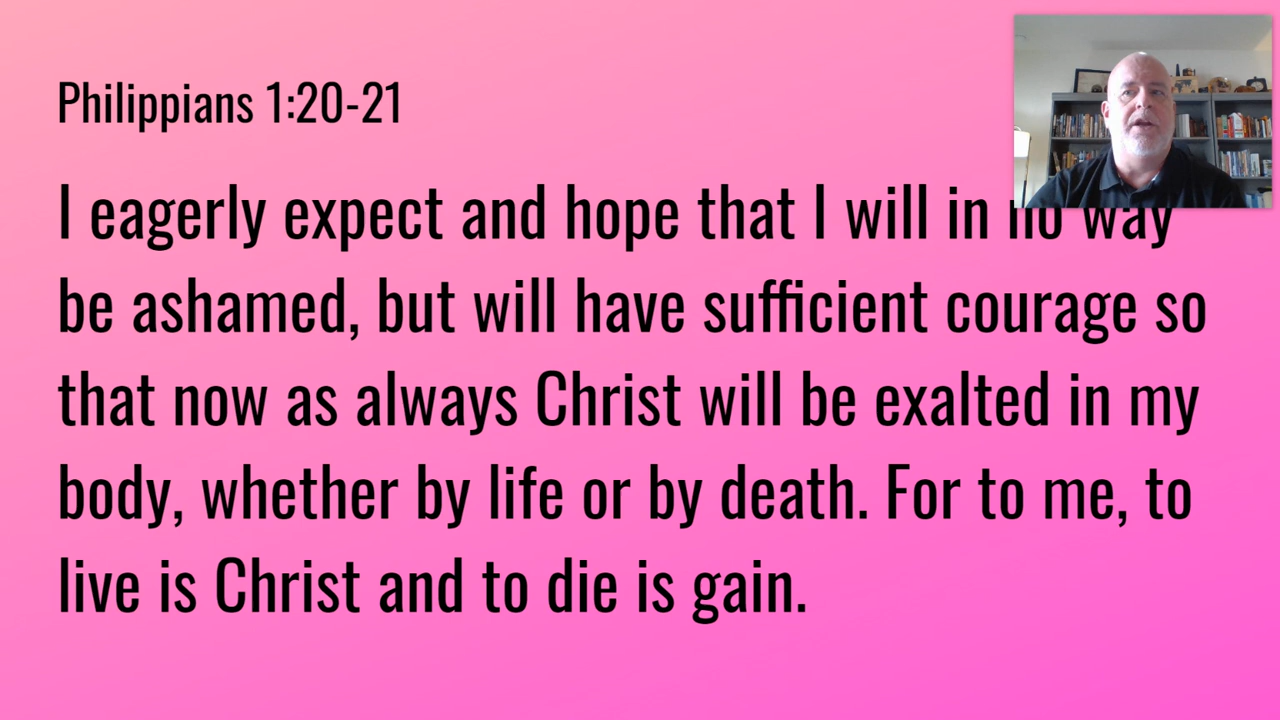 Philippians 1:20-21
I eagerly expect and hope that I will in no way
be ashamed, but will have sufficient courage so
that now as always Christ will be exalted in my
body, whether by life or by death. For to me, to
live is Christ and to die is gain.